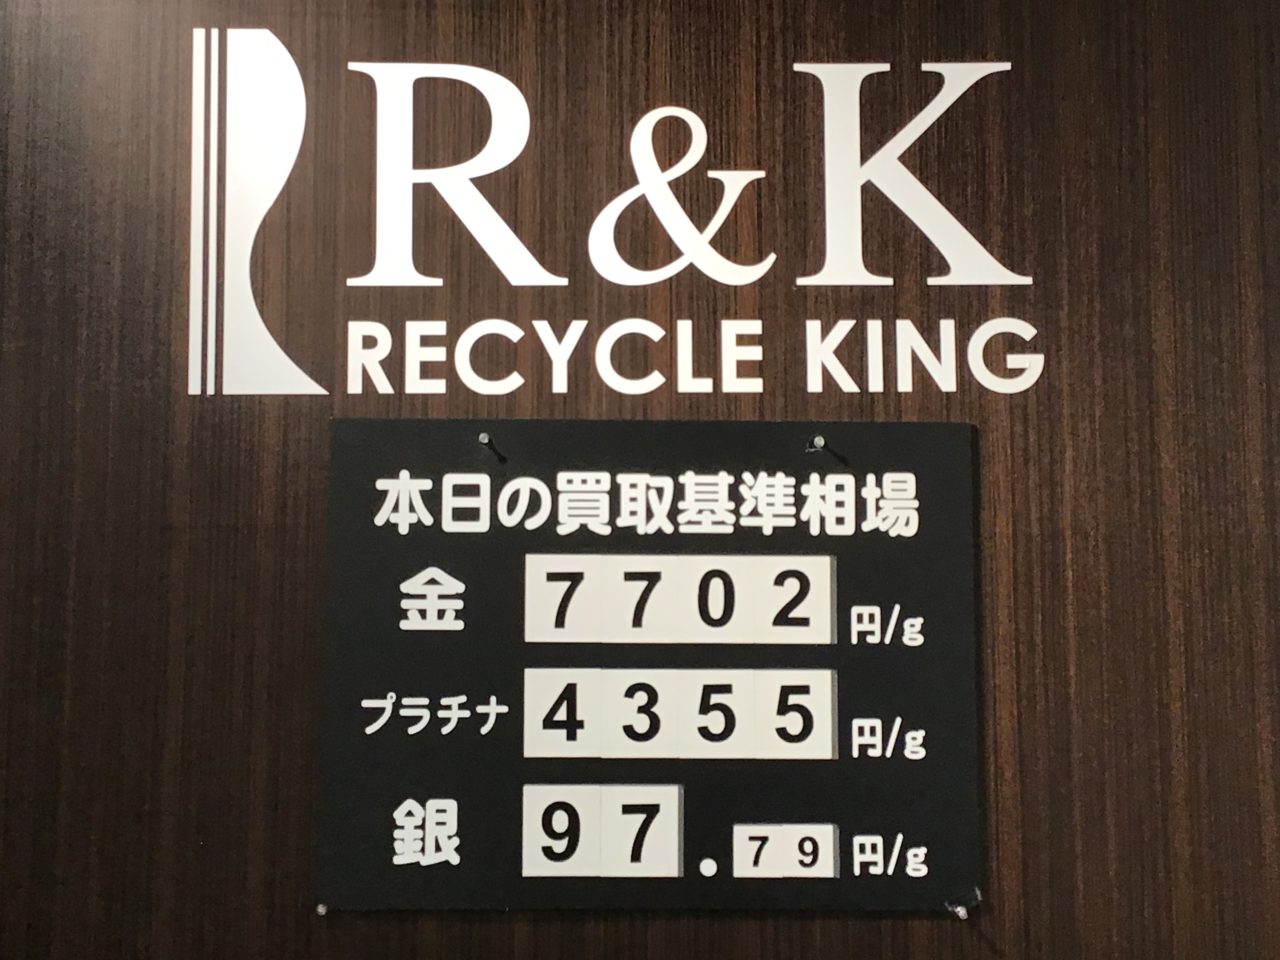 R&K
RECYCLE KING
本日の買取基準相場
金 7702 円/g
プラチナ 4355 円/g
銀 97.79 円/g